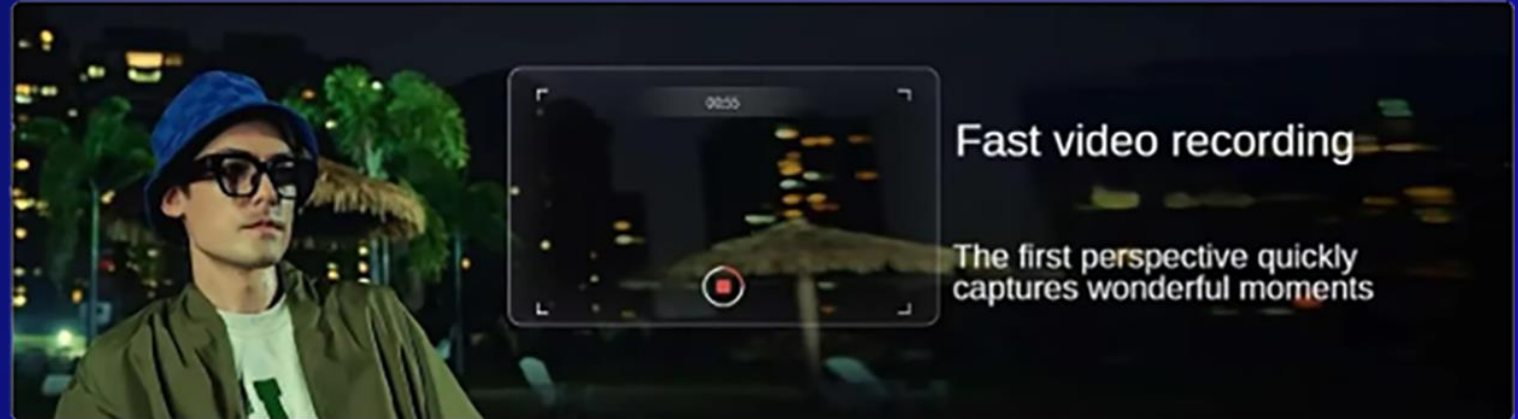 00:55
Fast video recording
The first perspective quickly
captures wonderful moments